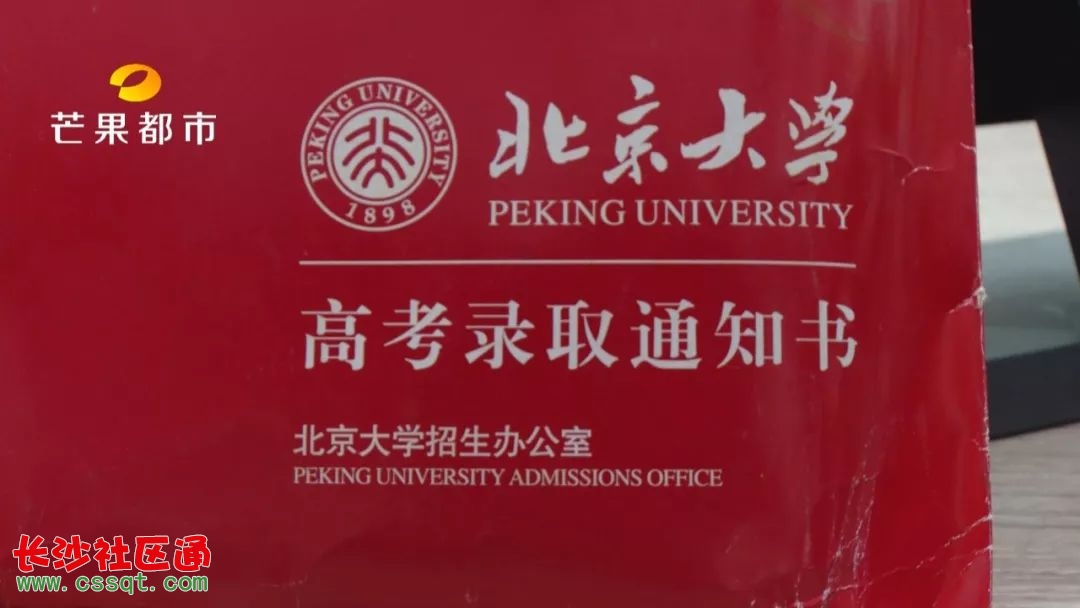 芒果都市
PEKING UNIVERSITY
1898
北京大学
PEKING UNIVERSITY
高考录取通知书
北京大学招生办公室
PEKING UNIVERSITY ADMISSIONS OFFICE
长沙社区通
www.cssqt.com